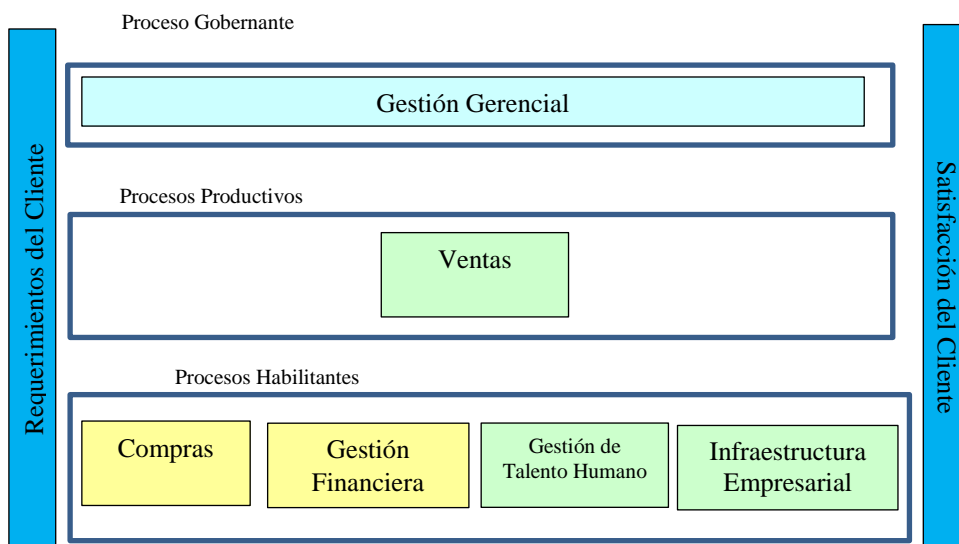 Proceso Gobernante
Requerimientos del Cliente
Gestión Gerencial
Satisfacción del Cliente
Procesos Productivos
Ventas
Procesos Habilitantes
Compras
Gestión
Financiera
Gestión de
Talento Humano
Infraestructura
Empresarial